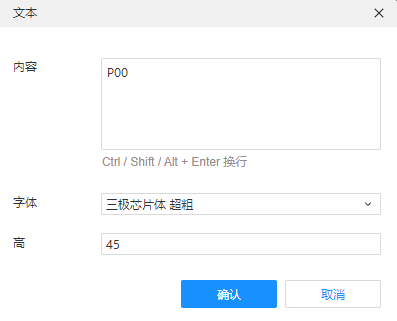 文本
内容
P00
Ctrl / Shift / Alt + Enter 换行
字体
三极芯片体 超粗
高
45
确认
取消